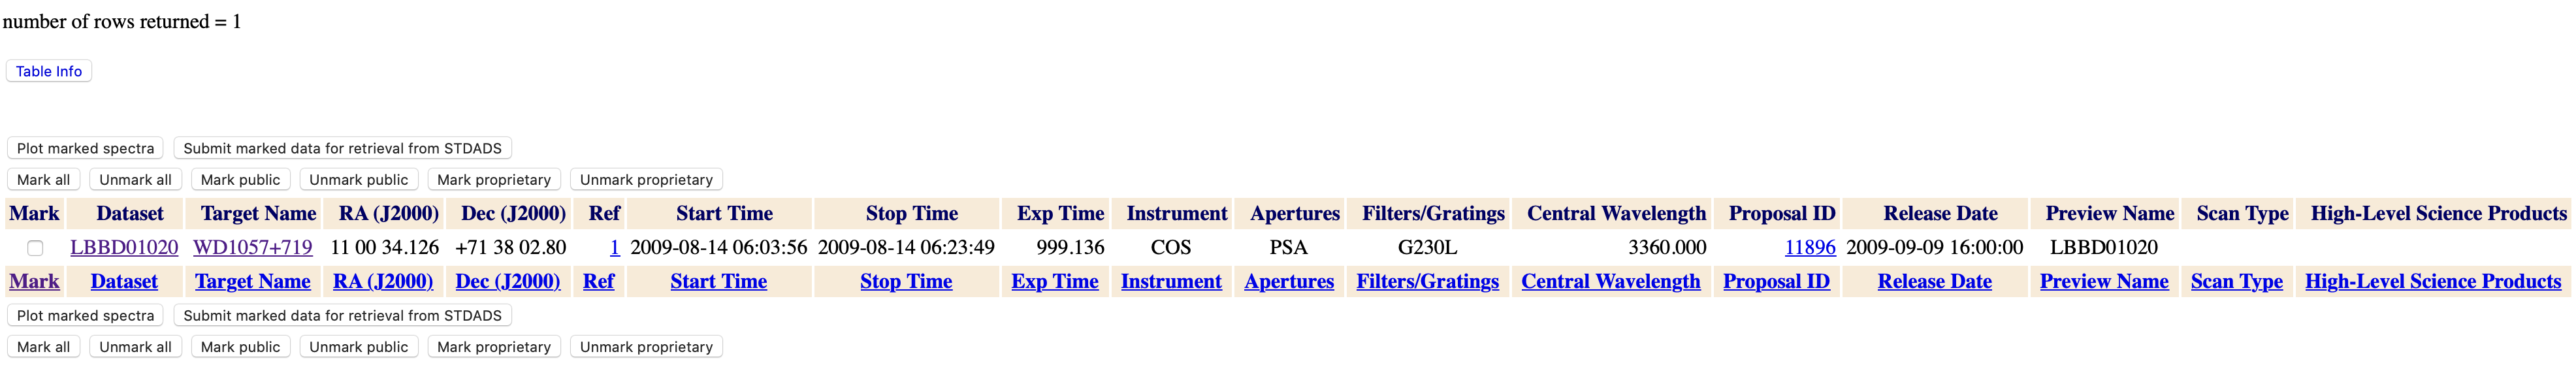 number of rows returned = 1
Table Info
Plot marked spectra Submit marked data for retrieval from STDADS
Mark all Unmark all Mark public Unmark public Mark proprietary Unmark proprietary
Mark Dataset Target Name RA (J2000) Dec (J2000) Ref Start Time Stop Time Exp Time Instrument Apertures Filters/Gratings Central Wavelength Proposal ID Release Date Preview Name Scan Type High-Level Science Products
LBBD01020 WD1057+719 11 00 34.126 +71 38 02.80 1 2009-08-14 06:03:56 2009-08-14 06:23:49 999.136 COS PSA G230L 3360.000 11896 2009-09-09 16:00:00 LBBD01020
Mark Dataset Target Name RA (J2000) Dec (J2000) Ref Start Time Stop Time Exp Time Instrument Apertures Filters/Gratings Central Wavelength Proposal ID Release Date Preview Name Scan Type High-Level Science Products
Plot marked spectra Submit marked data for retrieval from STDADS
Mark all Unmark all Mark public Unmark public Mark proprietary Unmark proprietary